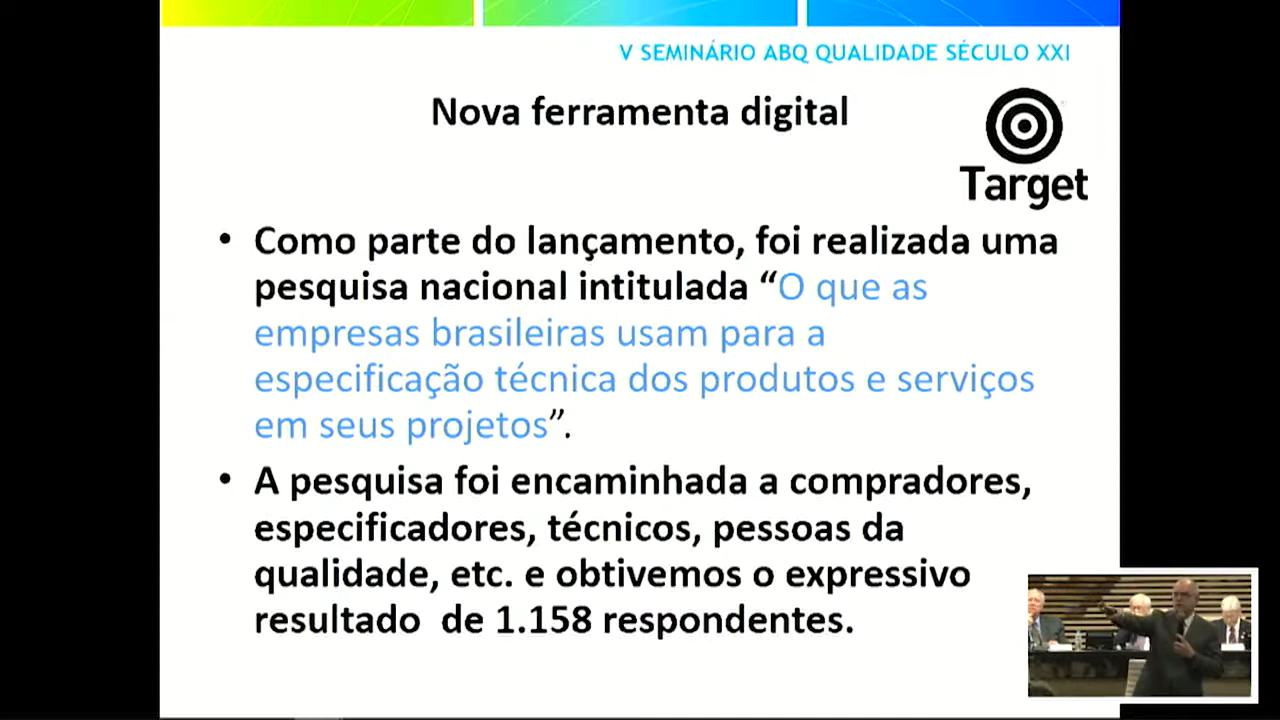 V SEMINÁRIO ABQ QUALIDADE SÉCULO XXI
Nova ferramenta digital
Target
• Como parte do lançamento, foi realizada uma
pesquisa nacional intitulada “O que as
empresas brasileiras usam para a
especificação técnica dos produtos e serviços
em seus projetos”.
• A pesquisa foi encaminhada a compradores,
especificadores, técnicos, pessoas da
qualidade, etc. e obtivemos o expressivo
resultado de 1.158 respondentes.